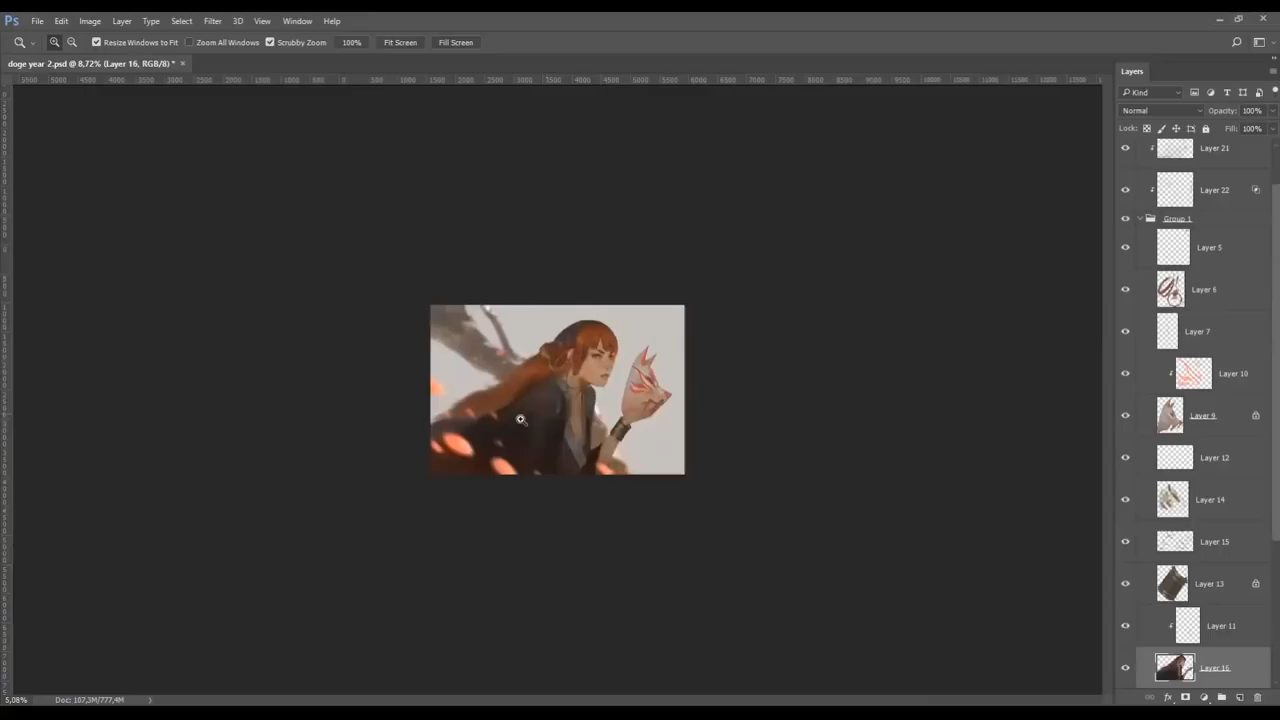 Ps File Edit Image Layer Type Select Filter 3D View Window Help
Resize Windows to Fit Zoom All Windows Scrubby Zoom 100% Fit Screen Fill Screen
doge year 2.psd @ 8,72% (Layer 16, RGB/8) * ×
Layers
Kind
Normal Opacity: 100%
Lock: Fill: 100%
Layer 21
Layer 22
Group 1
Layer 5
Layer 6
Layer 7
Layer 10
Layer 9
Layer 12
Layer 14
Layer 15
Layer 13
Layer 11
Layer 16
5,08% Doc: 107,3M/777,4M